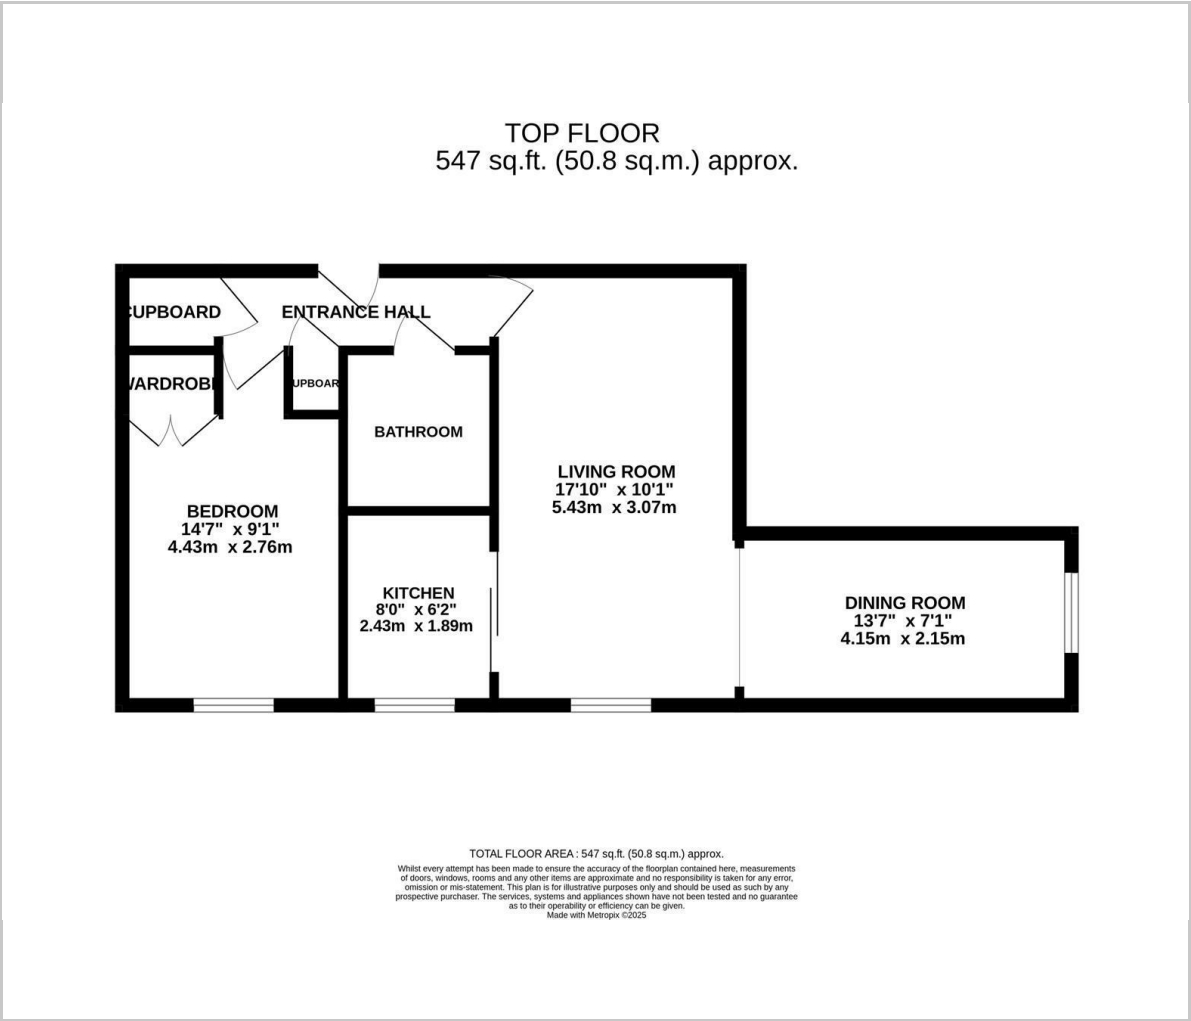 TOP FLOOR
547 sq.ft. (50.8 sq.m.) approx.
CUPBOARD
ENTRANCE HALL
WARDROBE
UPBOAR
BATHROOM
LIVING ROOM
17'10" x 10'1"
5.43m x 3.07m
BEDROOM
14'7" x 9'1"
4.43m x 2.76m
KITCHEN
8'0" x 6'2"
2.43m x 1.89m
DINING ROOM
13'7" x 7'1"
4.15m x 2.15m
TOTAL FLOOR AREA : 547 sq.ft. (50.8 sq.m.) approx.
Whilst every attempt has been made to ensure the accuracy of the floorplan contained here, measurements
of doors, windows, rooms and any other items are approximate and no responsibility is taken for any error,
omission or mis-statement. This plan is for illustrative purposes only and should be used as such by any
prospective purchaser. The services, systems and appliances shown have not been tested and no guarantee
as to their operability or efficiency can be given.
Made with Metropix ©2025